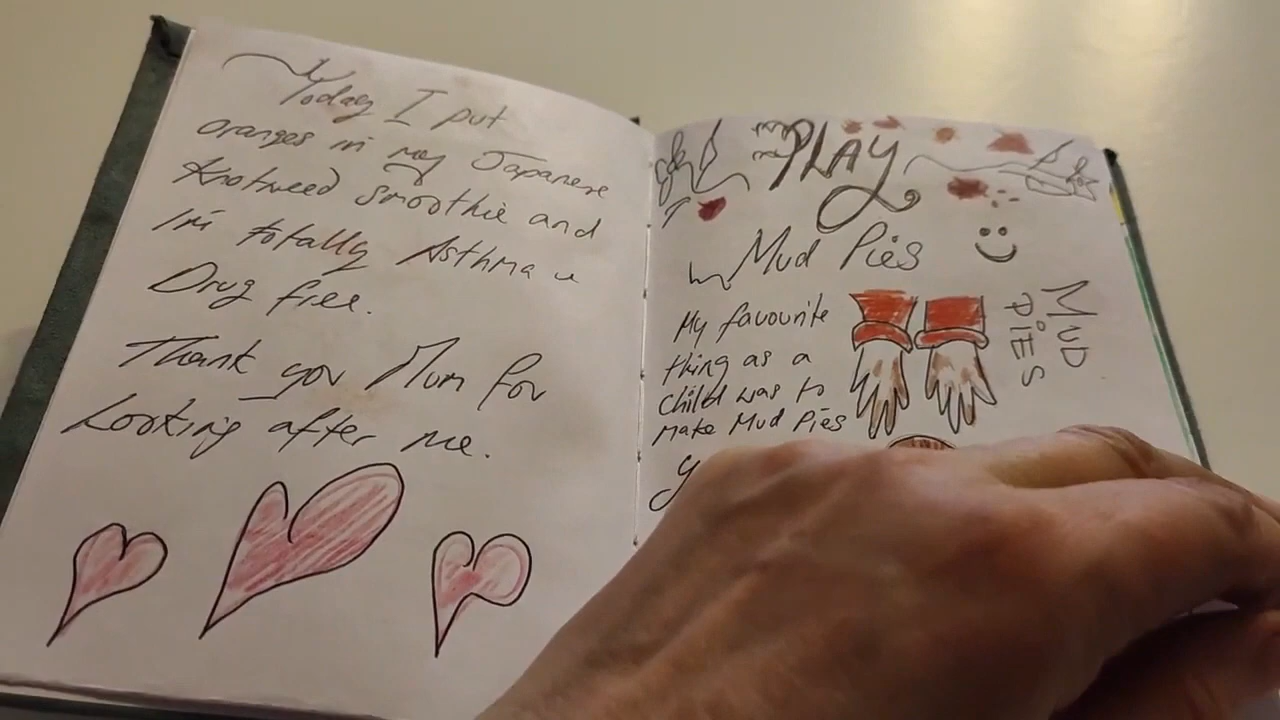 Today I put
oranges in my Japanese
Knotweed smoothie and
I'm totally Asthma
Drug free.
Thank you Mum for
Looking after me.
PLAY
Mud Pies
My favourite
thing as a
child was to
Make Mud Pies
MUD
PIES